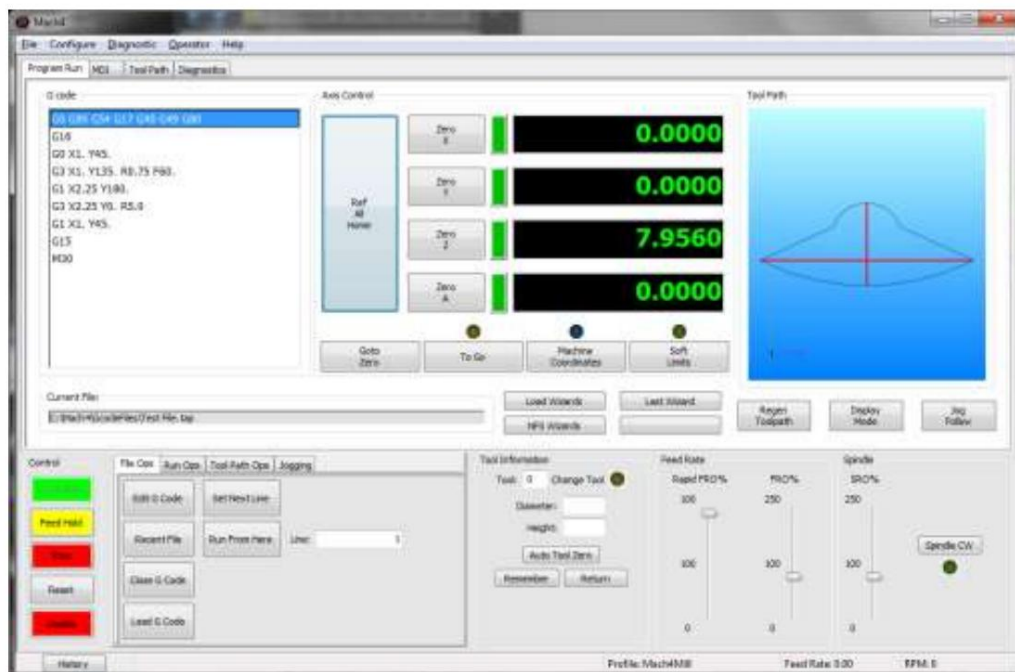 Mach4
File Configure Diagnostic Operator Help
Program Run MDI Tool Path Diagnostics
G code
G0 G90 G54 G17 G40 G49 G80
G16
G0 X1. Y45.
G3 X1. Y135. R0.75 F60.
G1 X2.25 Y180.
G3 X2.25 Y0. R5.0
G1 X1. Y45.
G15
M30
Axis Control
Ref All Home
Zero X
0.0000
Zero Y
0.0000
Zero Z
7.9560
Zero A
0.0000
Goto Zero
To Go
Machine Coordinates
Soft Limits
Tool Path
Current File:
C:\Mach4\GcodeFiles\Test File.tap
Load Wizards
Last Wizard
NFS Wizards
Regen Toolpath
Display Mode
Jog Follow
Control
Feed Hold
Stop
Reset
File Ops Run Ops Tool Path Ops Jogging
Edit G Code
Set Next Line
Recent File
Run From Here
Line: 1
Close G Code
Load G Code
Tool Information
Tool: 0 Change Tool
Diameter:
Height:
Auto Tool Zero
Remember
Return
Feed Rate
Rapid FRO%
FRO%
100
250
100
100
0
0
Spindle
SRO%
250
100
0
Spindle CW
History
Profile: Mach4Mill
Feed Rate: 0.00
RPM: 0